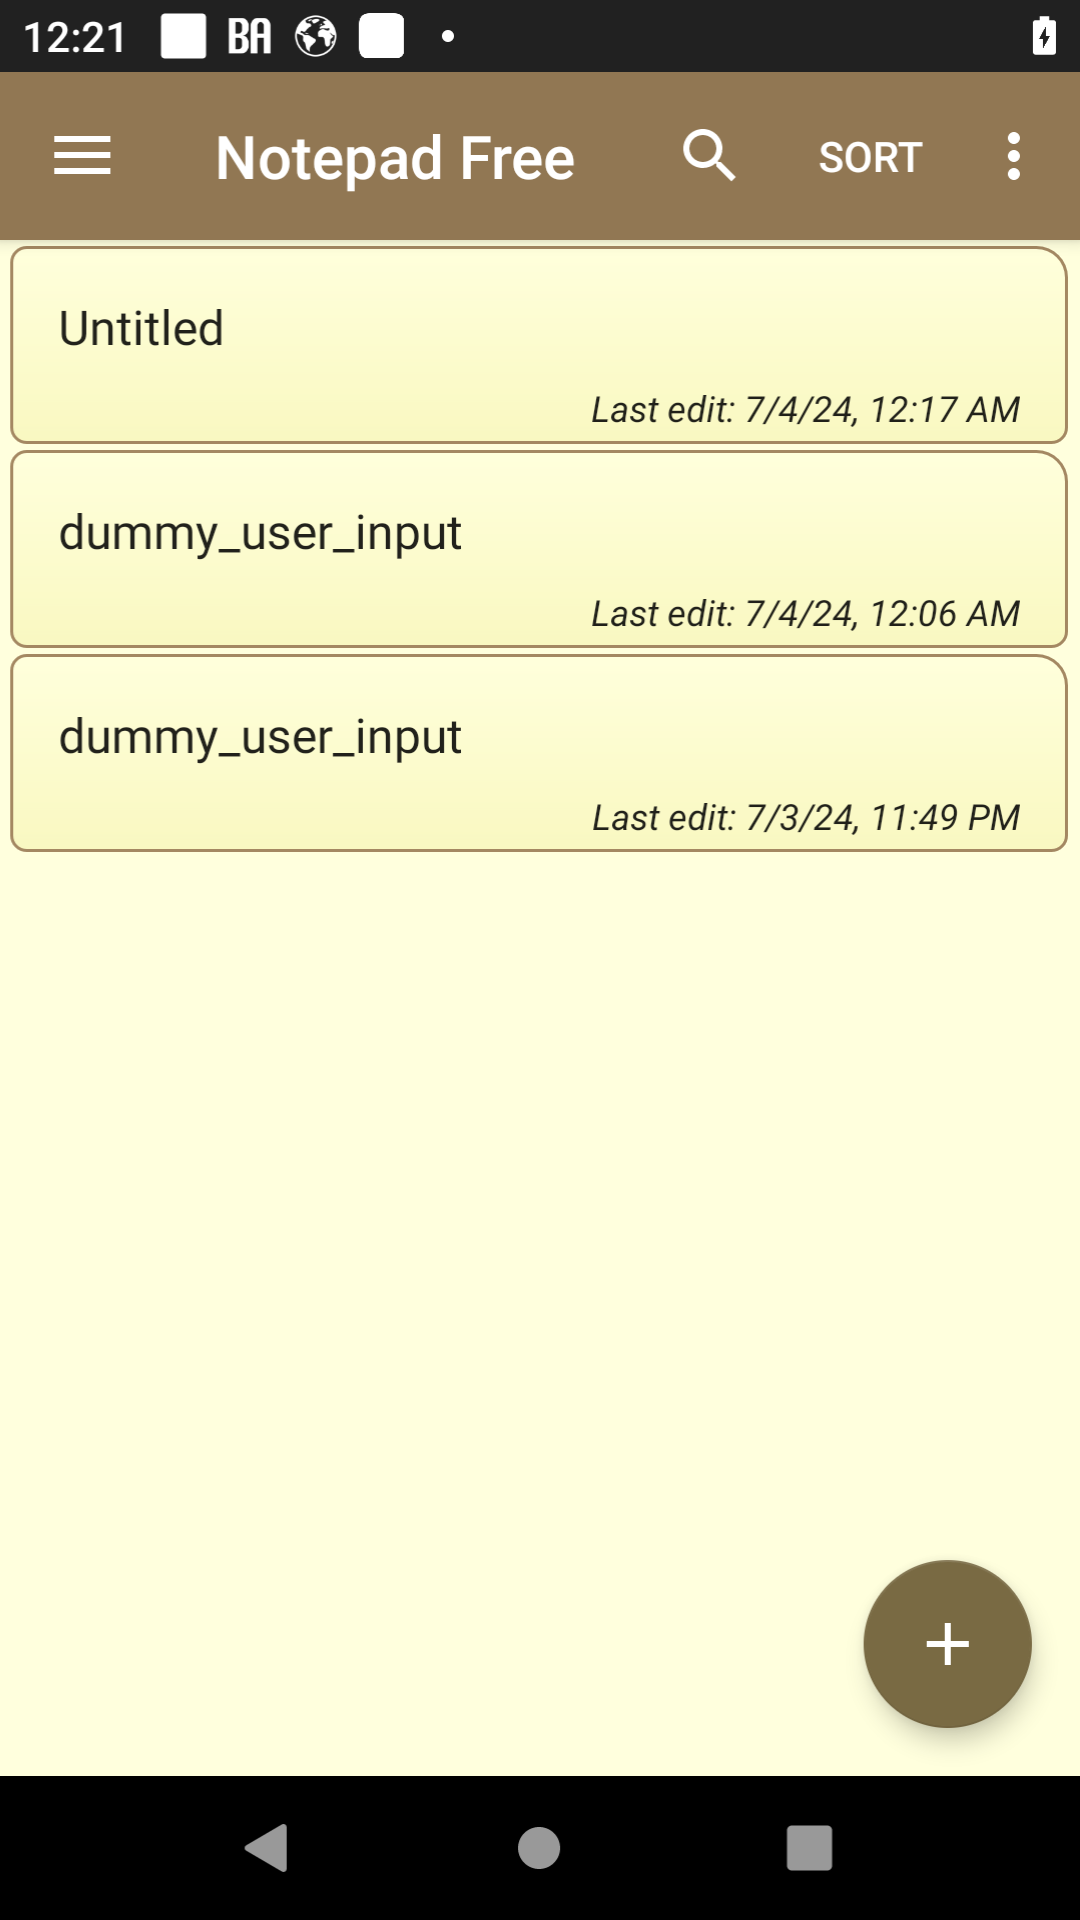 12:21 BA
Notepad Free SORT
Untitled
Last edit: 7/4/24, 12:17 AM
dummy_user_input
Last edit: 7/4/24, 12:06 AM
dummy_user_input
Last edit: 7/3/24, 11:49 PM